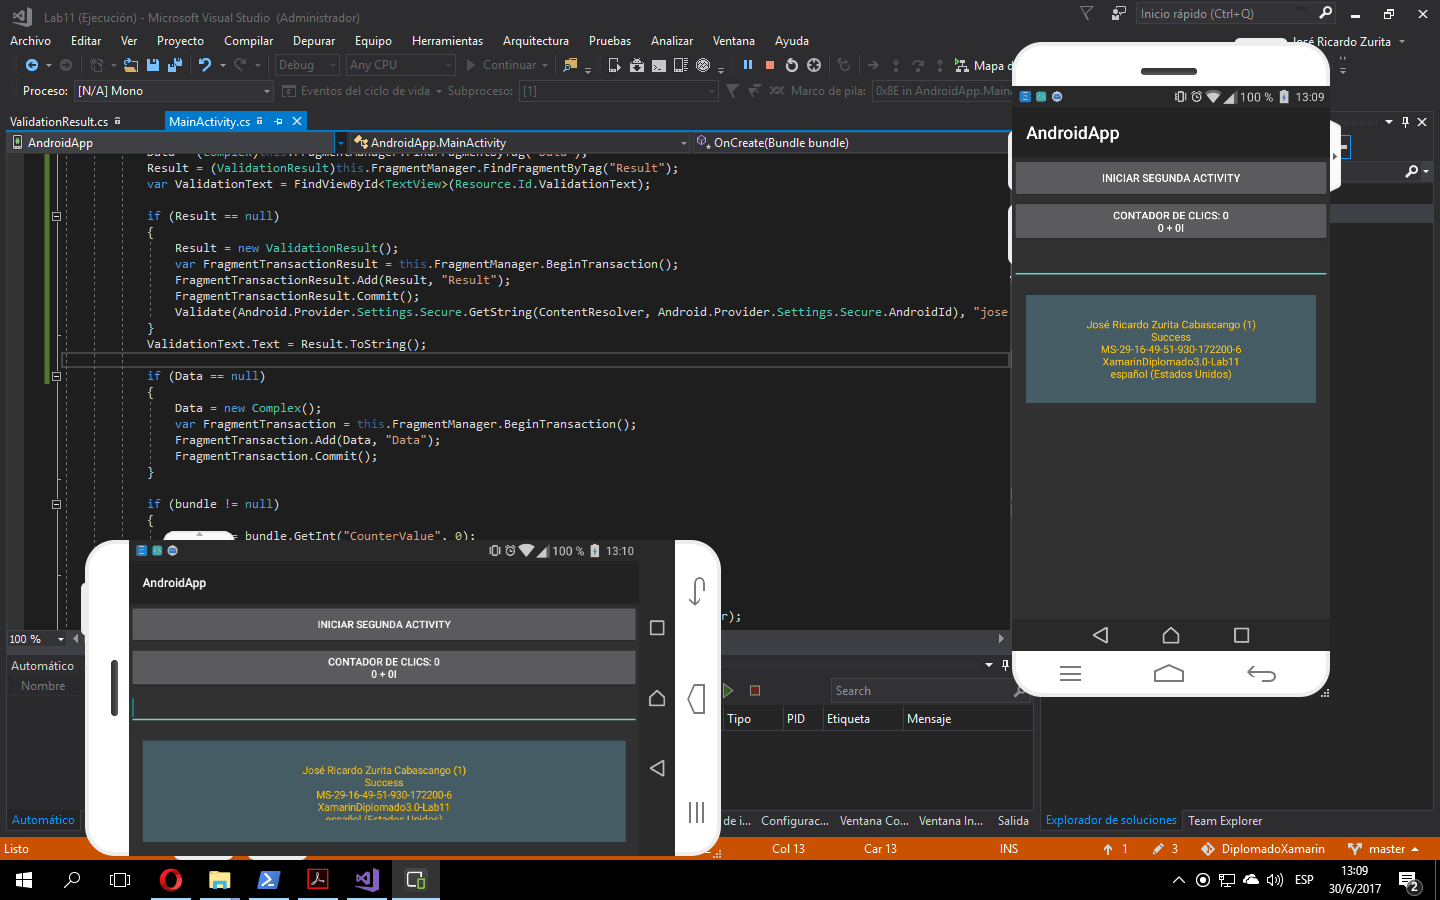 Lab11 (Ejecución) - Microsoft Visual Studio (Administrador)
Inicio rápido (Ctrl+Q)
Archivo Editar Ver Proyecto Compilar Depurar Equipo Herramientas Arquitectura Pruebas Analizar Ventana Ayuda
José Ricardo Zurita
Debug Any CPU Continuar Mapa d
Proceso: [N/A] Mono Eventos del ciclo de vida Subproceso: [1] Marco de pila: 0x8E in AndroidApp.MainA
ValidationResult.cs MainActivity.cs
AndroidApp AndroidApp.MainActivity OnCreate(Bundle bundle)
Data = (Complex)this.FragmentManager.FindFragmentByTag("Data");
Result = (ValidationResult)this.FragmentManager.FindFragmentByTag("Result");
var ValidationText = FindViewById<TextView>(Resource.Id.ValidationText);
if (Result == null)
{
Result = new ValidationResult();
var FragmentTransactionResult = this.FragmentManager.BeginTransaction();
FragmentTransactionResult.Add(Result, "Result");
FragmentTransactionResult.Commit();
Validate(Android.Provider.Settings.Secure.GetString(ContentResolver, Android.Provider.Settings.Secure.AndroidId), "jose
}
ValidationText.Text = Result.ToString();
if (Data == null)
{
Data = new Complex();
var FragmentTransaction = this.FragmentManager.BeginTransaction();
FragmentTransaction.Add(Data, "Data");
FragmentTransaction.Commit();
}
if (bundle != null)
{
= bundle.GetInt("CounterValue", 0);
r);
100 %
100 % 13:09
AndroidApp
INICIAR SEGUNDA ACTIVITY
CONTADOR DE CLICS: 0
0 + 0I
José Ricardo Zurita Cabascango (1)
Success
MS-29-16-49-51-930-172200-6
XamarinDiplomado3.0-Lab11
español (Estados Unidos)
100 % 13:10
AndroidApp
INICIAR SEGUNDA ACTIVITY
CONTADOR DE CLICS: 0
0 + 0I
José Ricardo Zurita Cabascango (1)
Success
MS-29-16-49-51-930-172200-6
XamarinDiplomado3.0-Lab11
español (Estados Unidos)
Automático
Nombre
Search
Tipo PID Etiqueta Mensaje
Automático
de i... Configurac... Ventana Co... Ventana In... Salida
Explorador de soluciones Team Explorer
Listo Col 13 Car 13 INS 1 3 DiplomadoXamarin master
ESP
13:09
30/6/2017
2